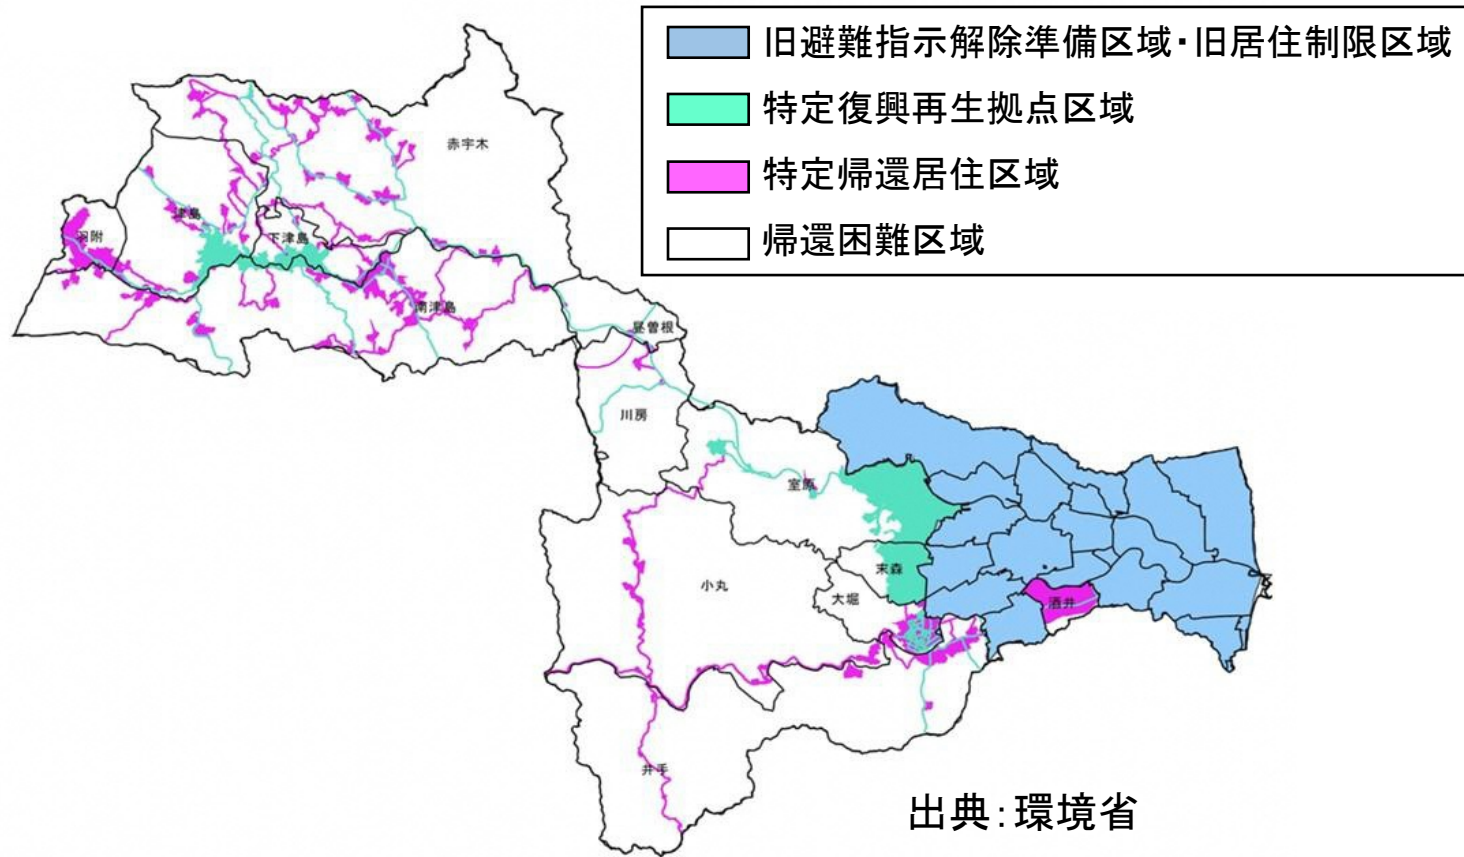 旧避難指示解除準備区域・旧居住制限区域
特定復興再生拠点区域
特定帰還居住区域
帰還困難区域
赤宇木
津島
羽附
下津島
南津島
昼曽根
川房
室原
末森
小丸
大堀
酒井
井手
出典：環境省